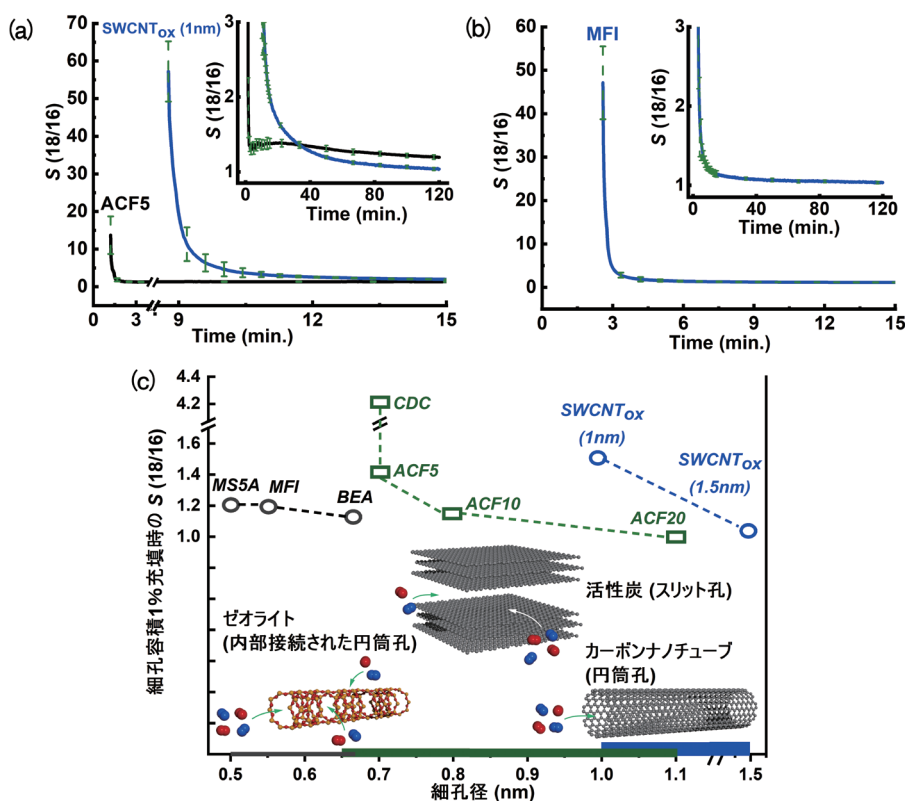 (a)
SWCNTox (1nm)
ACF5
S (18/16)
70
60
50
40
30
20
10
0
0 3 9 12 15
Time (min.)
S (18/16)
3
2
1
0 40 80 120
Time (min.)
(b)
MFI
S (18/16)
60
50
40
30
20
10
0
0 3 6 9 12 15
Time (min.)
S (18/16)
3
2
1
0 40 80 120
Time (min.)
(c)
細孔容積1%充填時の S (18/16)
4.4
4.2
1.6
1.4
1.2
1.0
CDC
SWCNTox
(1nm)
ACF5
SWCNTox
(1.5nm)
MS5A MFI
BEA
ACF10
ACF20
活性炭 (スリット孔)
ゼオライト
(内部接続された円筒孔)
カーボンナノチューブ
(円筒孔)
0.5 0.6 0.7 0.8 0.9 1.0 1.1 1.5
細孔径 (nm)